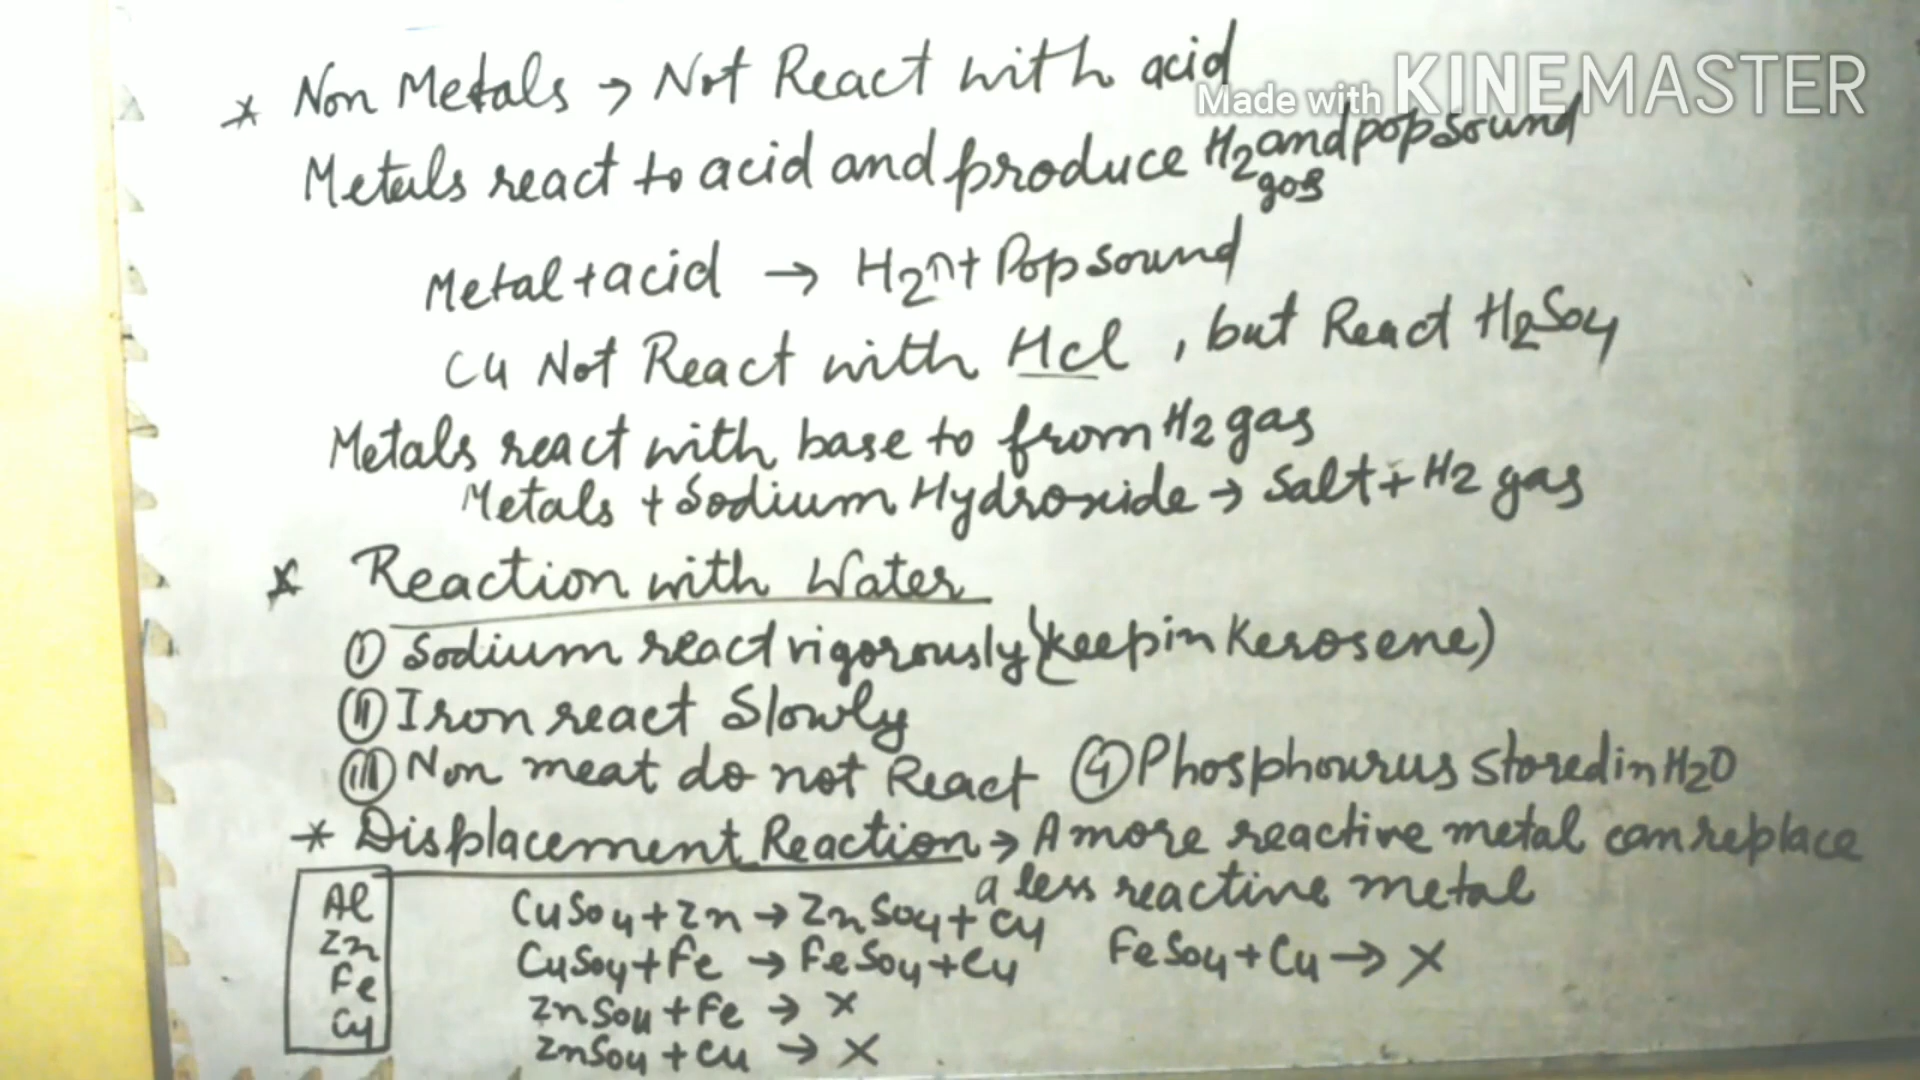 * Non Metals → Not React with acid
Made with KINEMASTER
Metals react to acid and produce H2 gas and pop sound
Metal + acid → H2↑ + Pop sound
Cu Not React with Hcl, but React H2So4
Metals react with base to from H2 gas
Metals + Sodium Hydroxide → Salt + H2 gas
* Reaction with Water
(i) Sodium react vigorously (keep in Kerosene)
(ii) Iron react Slowly
(iii) Non meat do not React (4) Phosphourus stored in H2O
* Displacement Reaction → A more reactive metal can replace
a less reactive metal
Al
Zn
Fe
Cu
CuSo4 + Zn → ZnSo4 + Cu
CuSo4 + Fe → FeSo4 + Cu FeSo4 + Cu → X
ZnSo4 + Fe → X
ZnSo4 + Cu → X